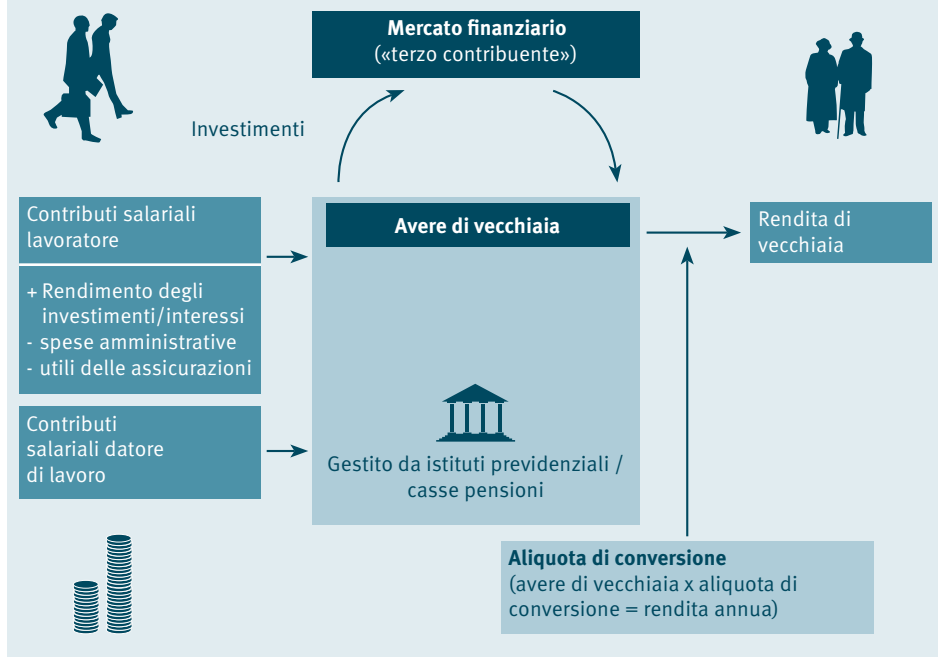 Mercato finanziario
(«terzo contribuente»)
Investimenti
Contributi salariali
lavoratore
+ Rendimento degli
investimenti/interessi
- spese amministrative
- utili delle assicurazioni
Contributi
salariali datore
di lavoro
Avere di vecchiaia
Gestito da istituti previdenziali /
casse pensioni
Rendita di
vecchiaia
Aliquota di conversione
(avere di vecchiaia x aliquota di
conversione = rendita annua)